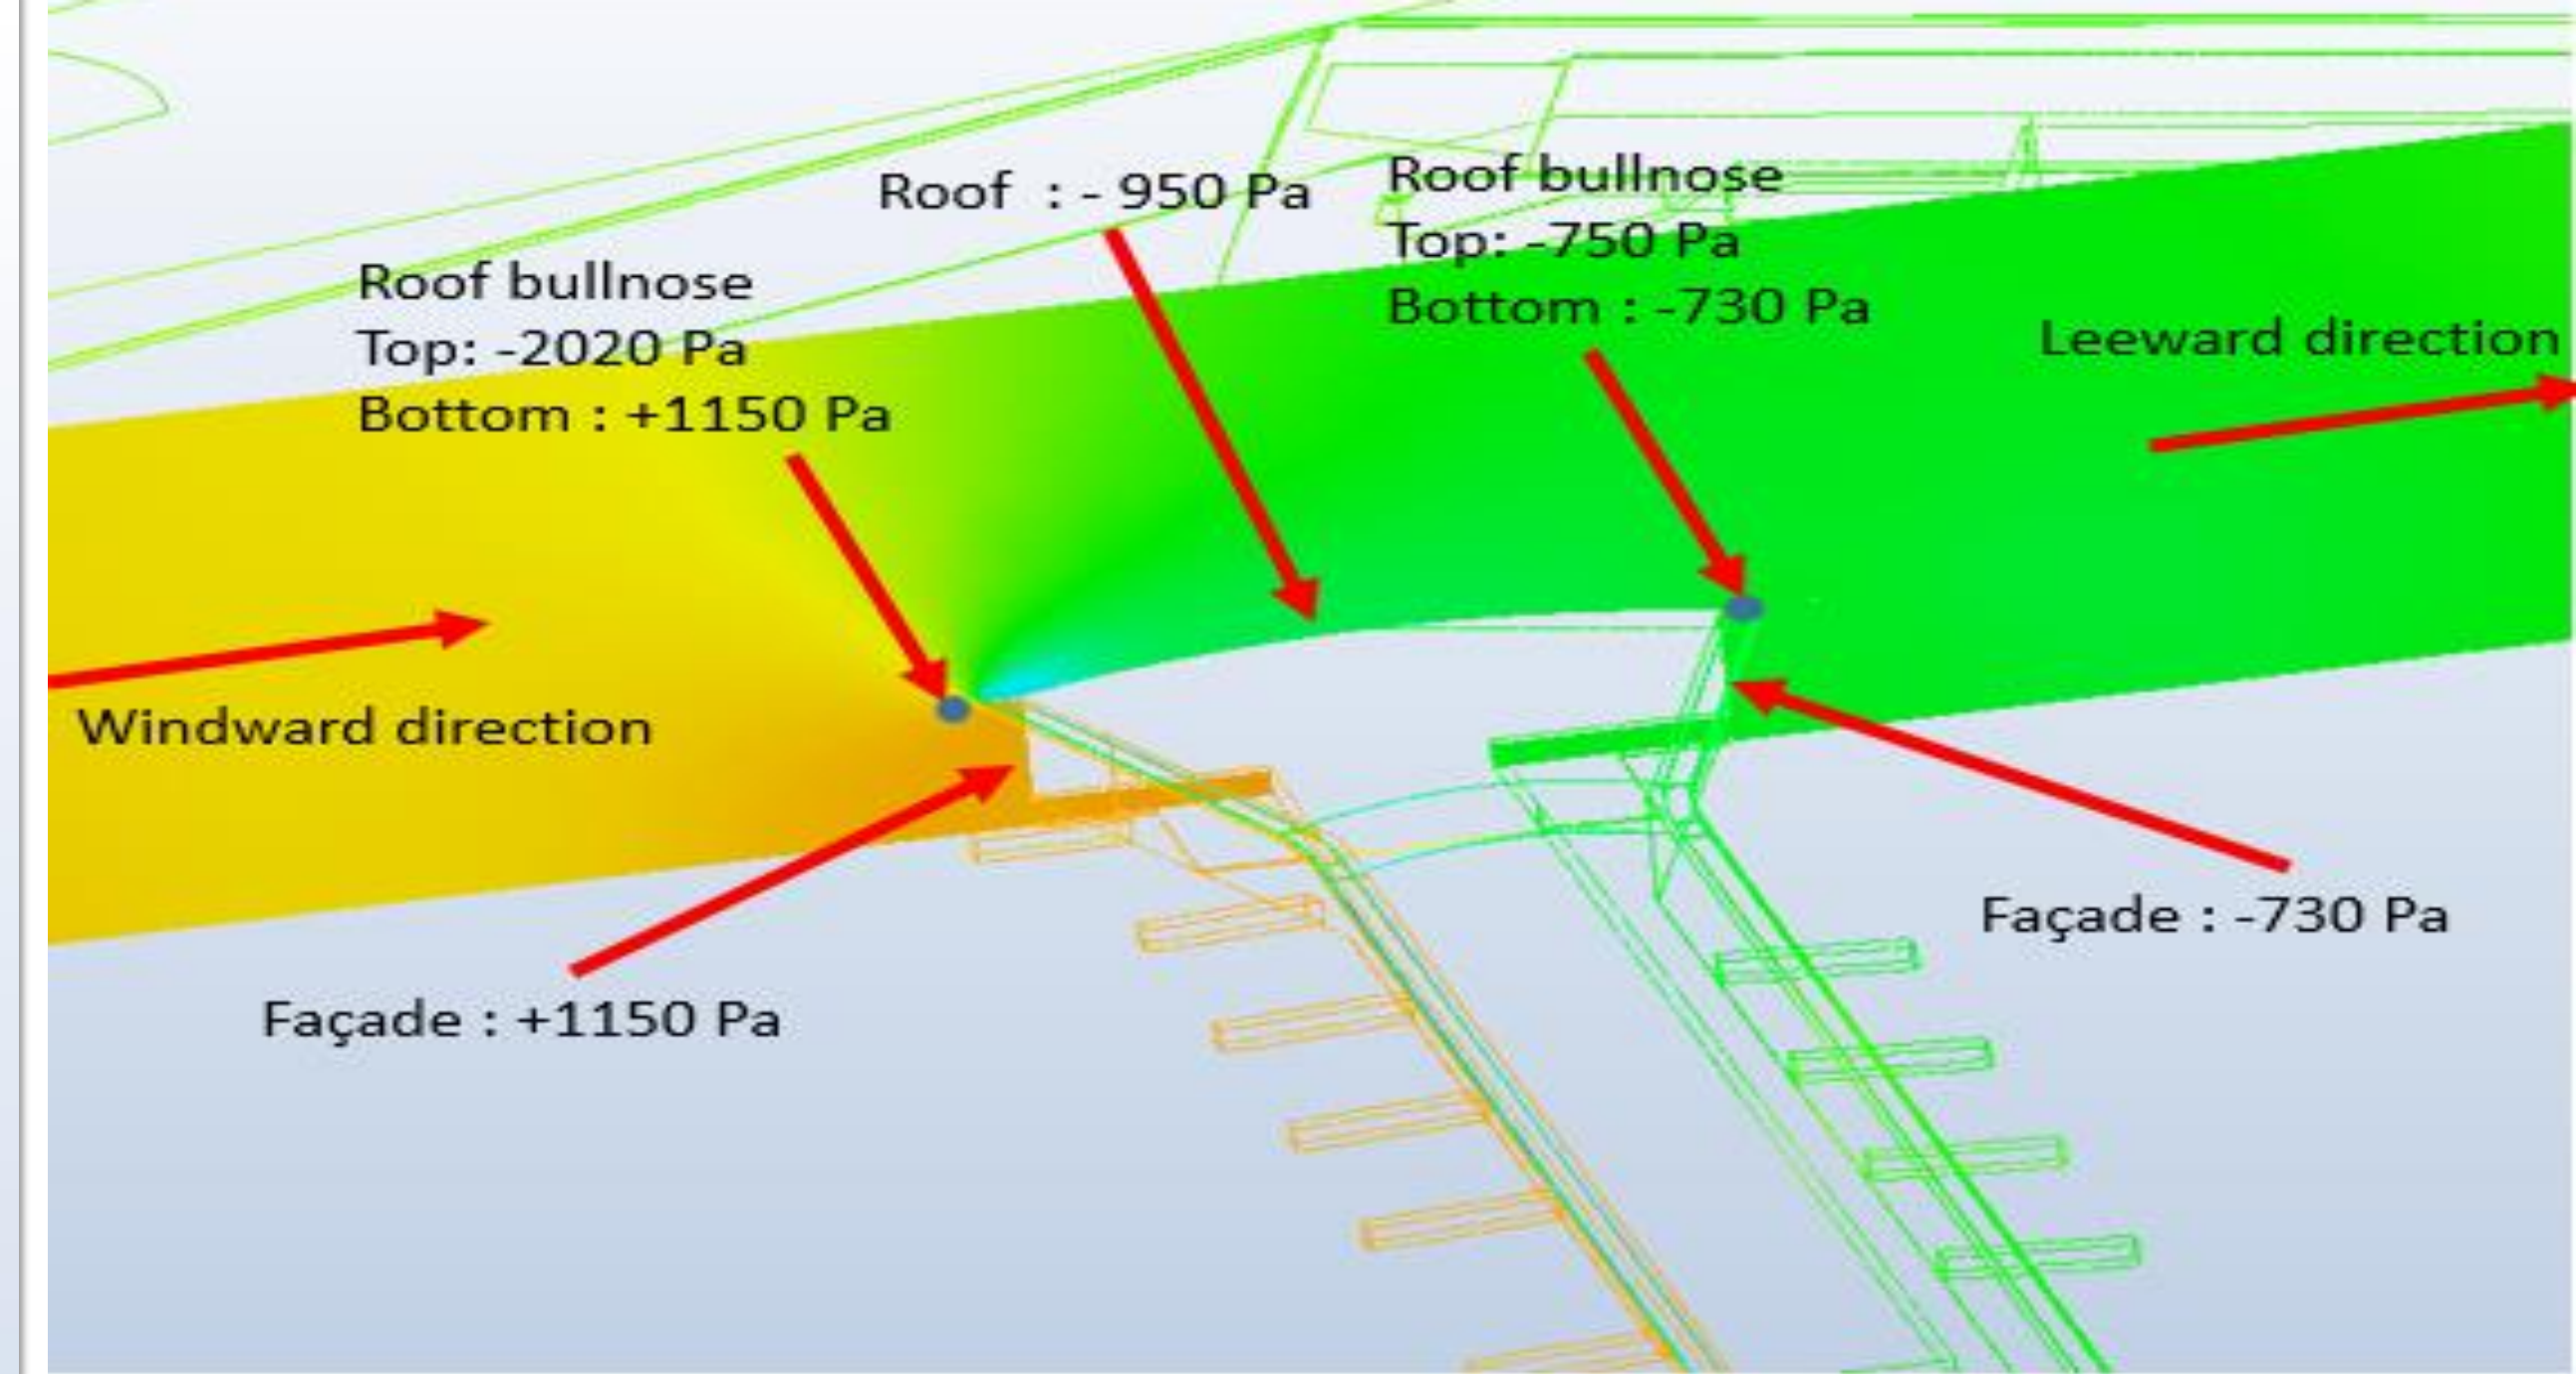 Roof : - 950 Pa
Roof bullnose
Top: -750 Pa
Bottom : -730 Pa
Roof bullnose
Top: -2020 Pa
Bottom : +1150 Pa
Leeward direction
Windward direction
Façade : -730 Pa
Façade : +1150 Pa